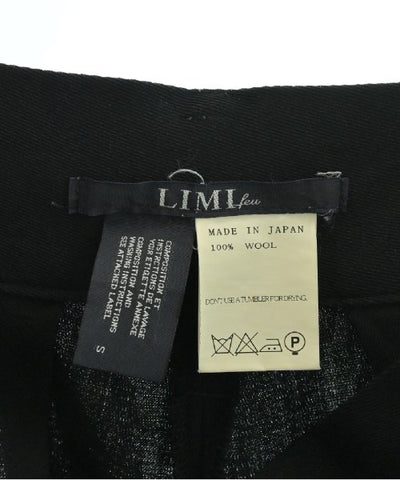 LIMI feu
MADE IN JAPAN
100% WOOL
DON'T USE A TUMBLER FOR DRYING.
P
COMPOSITION ET
INSTRUCTIONS DE LAVAGE
VOIR ETIQUETTE ANNEXE
COMPOSITION AND
WASHING INSTRUCTIONS
SEE ATTACHED LABEL
S